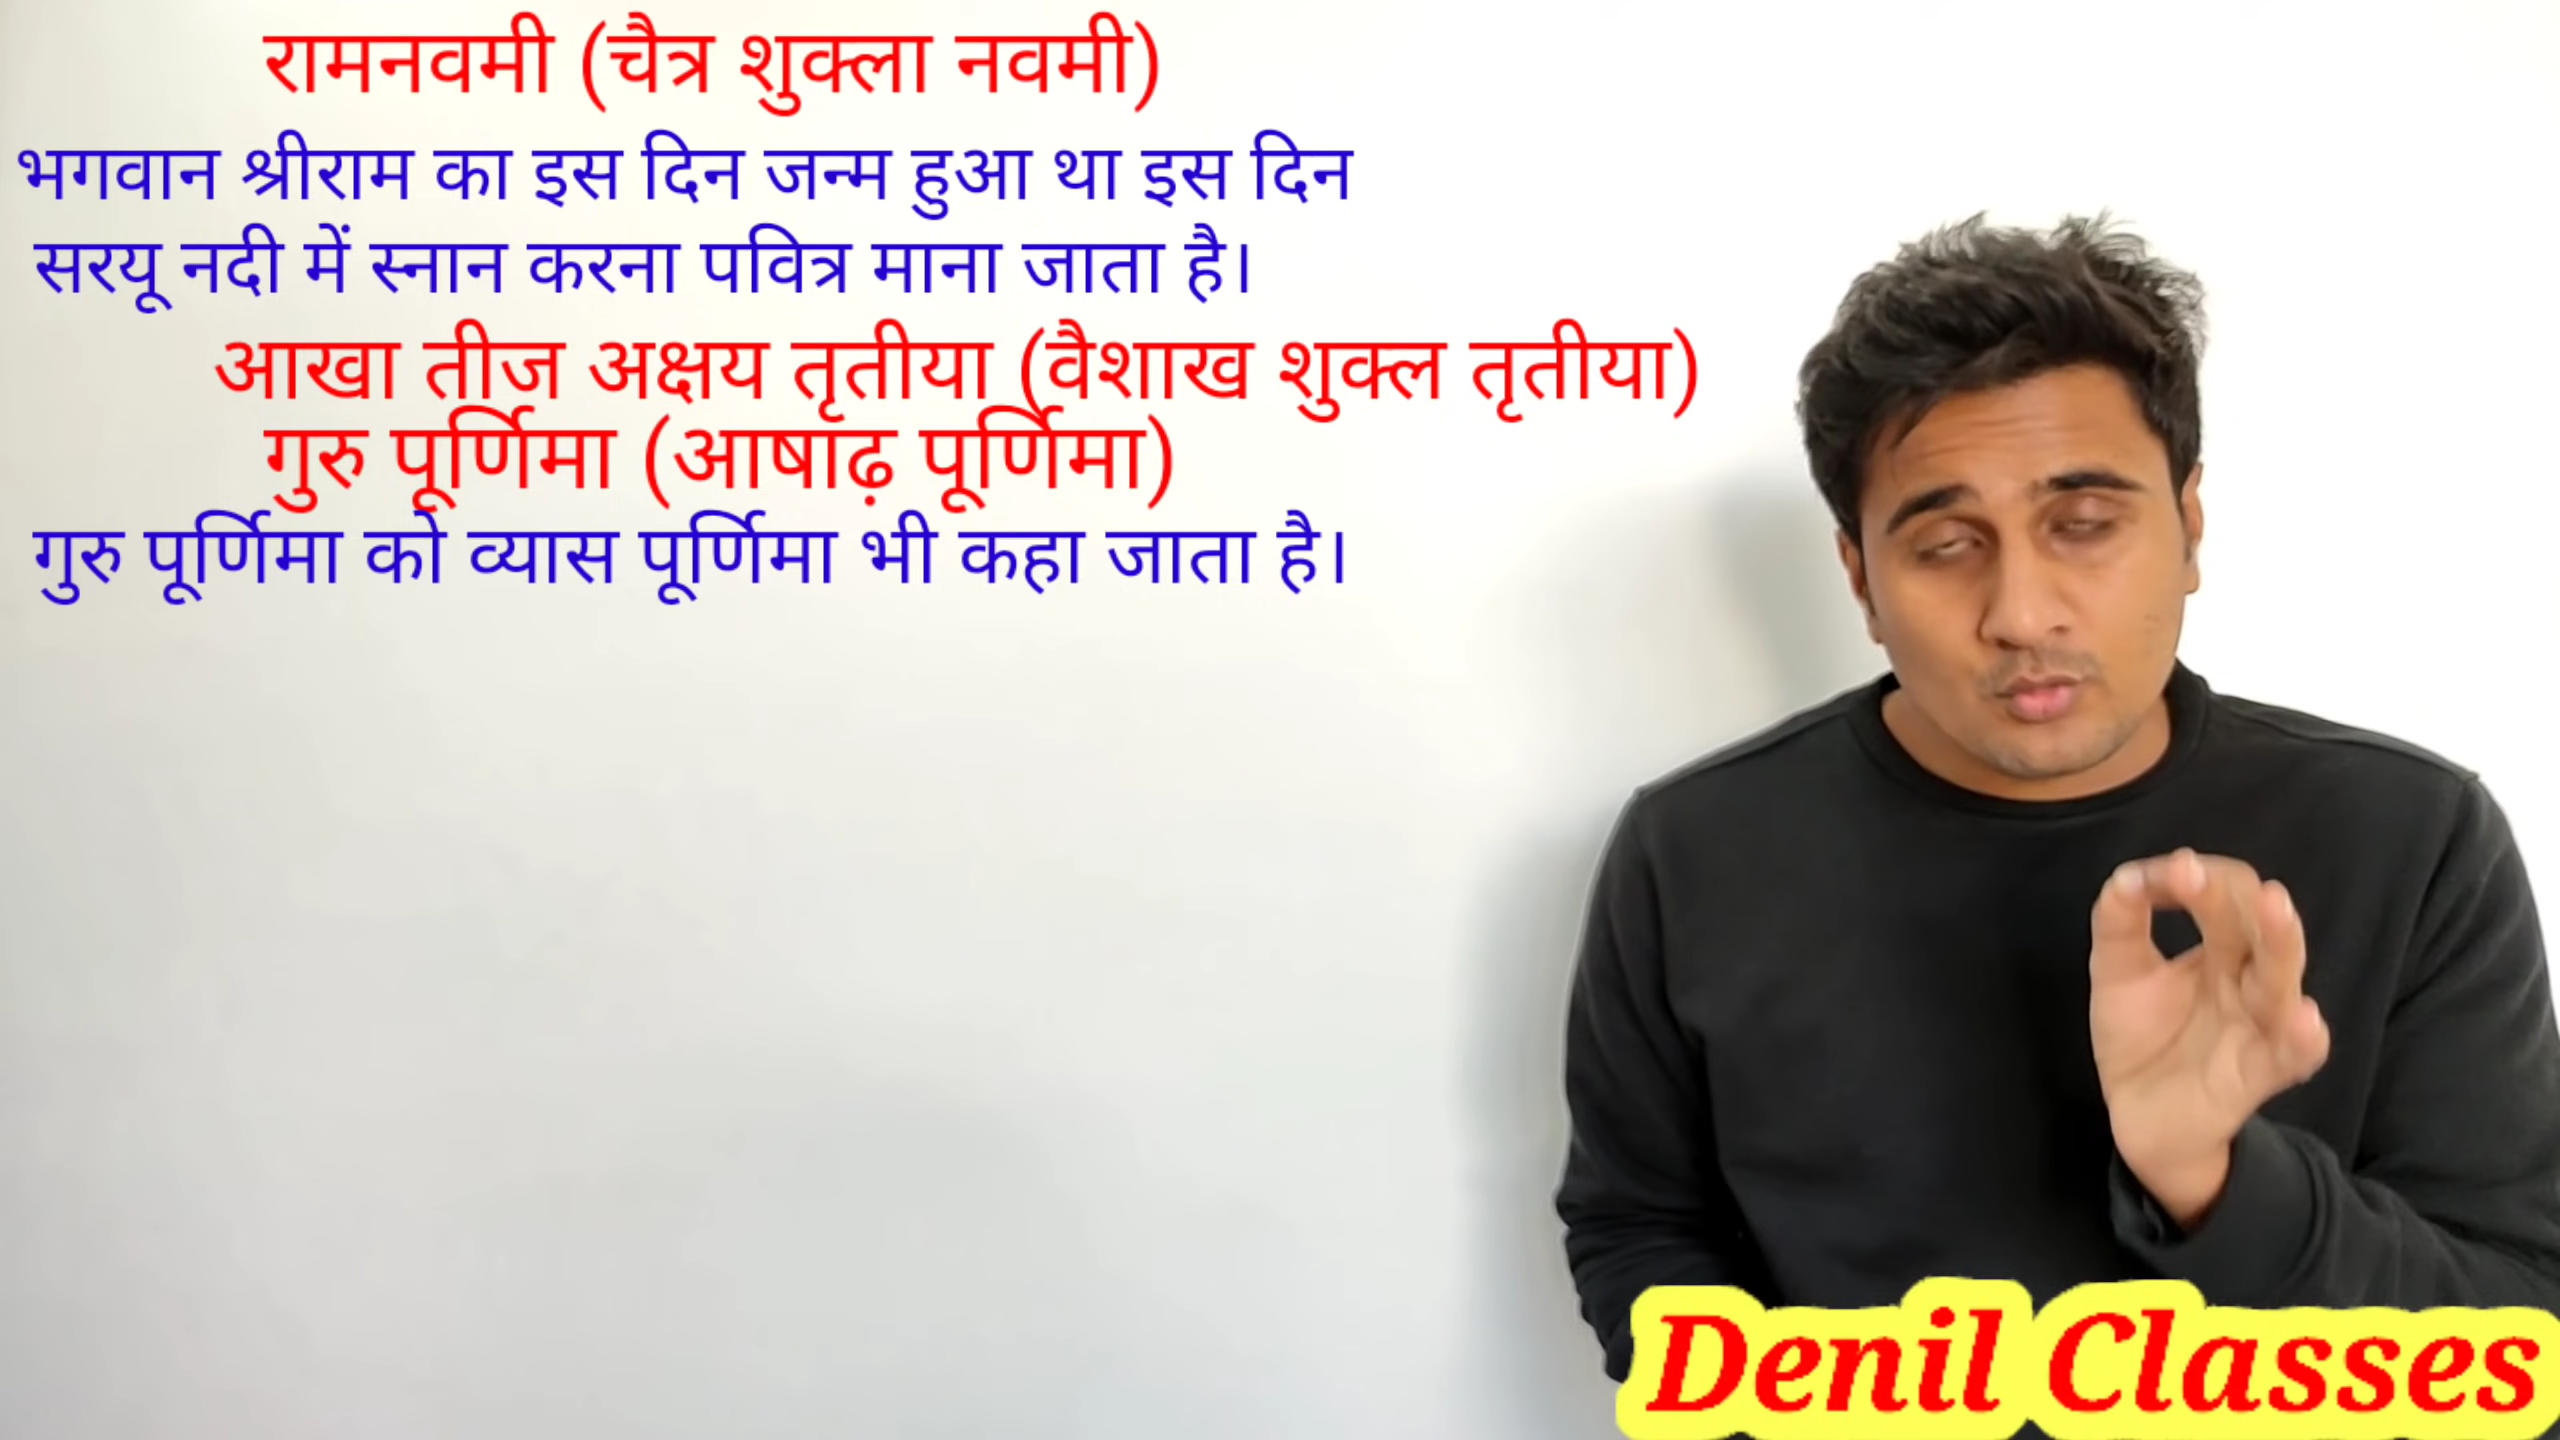 रामनवमी (चैत्र शुक्ला नवमी)
भगवान श्रीराम का इस दिन जन्म हुआ था इस दिन
सरयू नदी में स्नान करना पवित्र माना जाता है।
आखा तीज अक्षय तृतीया (वैशाख शुक्ल तृतीया)
गुरु पूर्णिमा (आषाढ़ पूर्णिमा)
गुरु पूर्णिमा को व्यास पूर्णिमा भी कहा जाता है।
Denil Classes